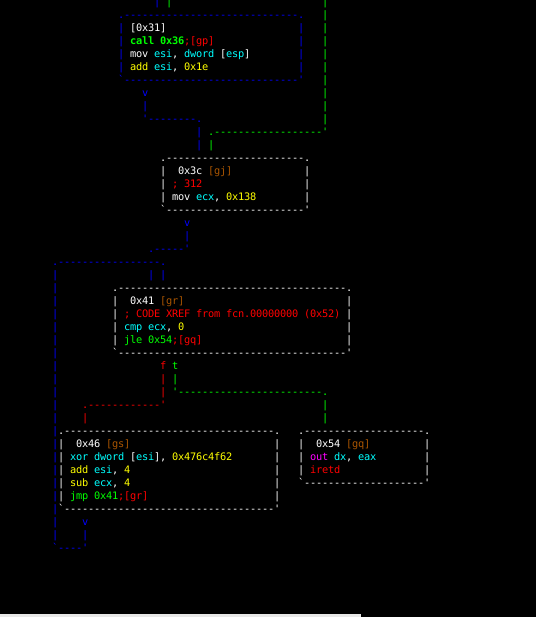 [0x31]
call 0x36;[gp]
mov esi, dword [esp]
add esi, 0x1e
v
0x3c [gj]
; 312
mov ecx, 0x138
v
0x41 [gr]
; CODE XREF from fcn.00000000 (0x52)
cmp ecx, 0
jle 0x54;[gq]
f t
0x46 [gs]
xor dword [esi], 0x476c4f62
add esi, 4
sub ecx, 4
jmp 0x41;[gr]
v
0x54 [gq]
out dx, eax
iretd